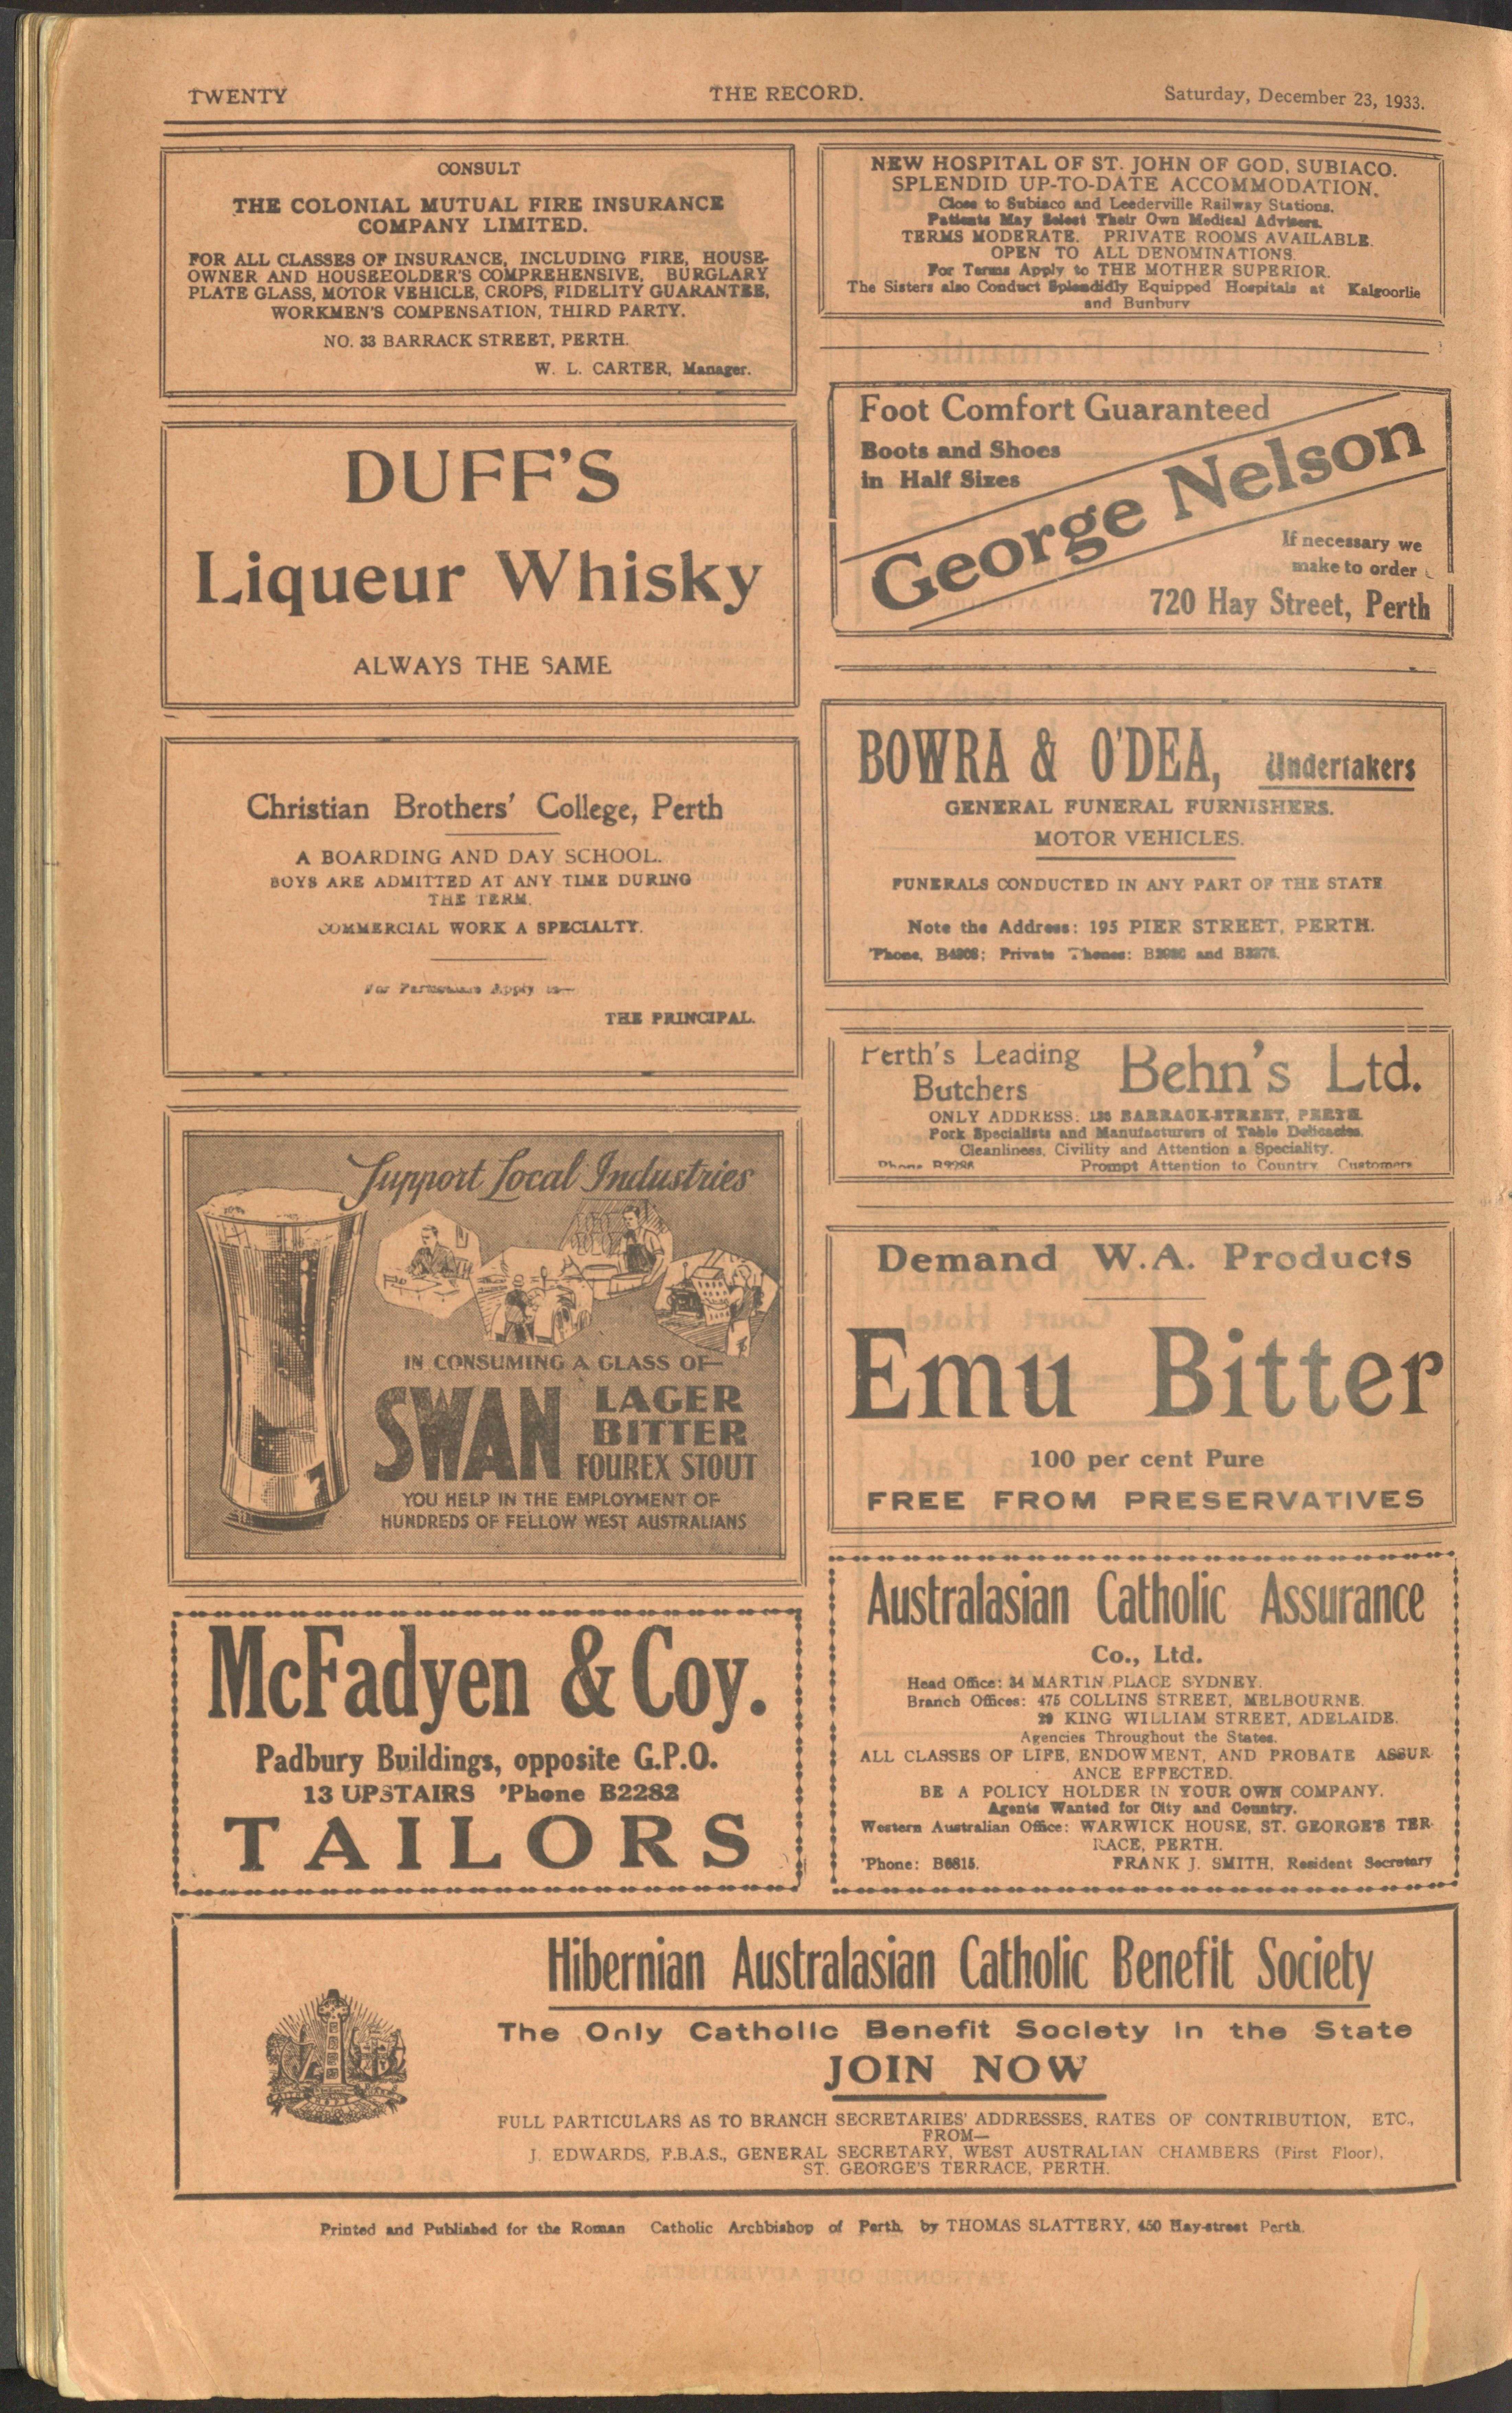 TWENTY
THE RECORD.
Saturday, December 23, 1933.
CONSULT
THE COLONIAL MUTUAL FIRE INSURANCE
COMPANY LIMITED.
FOR ALL CLASSES OF INSURANCE, INCLUDING FIRE, HOUSE-
OWNER AND HOUSEEOLDER'S COMPREHENSIVE, BURGLARY
PLATE GLASS, MOTOR VEHICLE, CROPS, FIDELITY GUARANTEE,
WORKMEN'S COMPENSATION, THIRD PARTY.
NO. 33 BARRACK STREET, PERTH.
W. L. CARTER, Manager.
DUFF'S
Liqueur Whisky
ALWAYS THE SAME
Christian Brothers' College, Perth
A BOARDING AND DAY SCHOOL.
BOYS ARE ADMITTED AT ANY TIME DURING
THE TERM.
COMMERCIAL WORK A SPECIALTY.
For Particulars Apply to—
THE PRINCIPAL.
Support Local Industries
IN CONSUMING A GLASS OF—
SWAN LAGER
BITTER
FOUREX STOUT
YOU HELP IN THE EMPLOYMENT OF
HUNDREDS OF FELLOW WEST AUSTRALIANS
McFadyen & Coy.
Padbury Buildings, opposite G.P.O.
13 UPSTAIRS 'Phone B2282
TAILORS
NEW HOSPITAL OF ST. JOHN OF GOD, SUBIACO.
SPLENDID UP-TO-DATE ACCOMMODATION.
Close to Subiaco and Leederville Railway Stations.
Patients May Select Their Own Medical Advisers.
TERMS MODERATE. PRIVATE ROOMS AVAILABLE.
OPEN TO ALL DENOMINATIONS.
For Terms Apply to THE MOTHER SUPERIOR.
The Sisters also Conduct Splendidly Equipped Hospitals at Kalgoorlie
and Bunbury
Foot Comfort Guaranteed
Boots and Shoes
in Half Sizes
George Nelson
If necessary we
make to order
720 Hay Street, Perth
BOWRA & O'DEA, Undertakers
GENERAL FUNERAL FURNISHERS.
MOTOR VEHICLES.
FUNERALS CONDUCTED IN ANY PART OF THE STATE
Note the Address: 195 PIER STREET, PERTH.
'Phone, Private and
Perth's Leading
Butchers
Behn's Ltd.
ONLY ADDRESS: BARRACK-STREET, PERTH.
Pork Specialists and Manufacturers of Table Delicacies.
Cleanliness, Civility and Attention a Speciality.
Phone Prompt Attention to Country Customers
Demand W.A. Products
Emu Bitter
100 per cent Pure
FREE FROM PRESERVATIVES
Australasian Catholic Assurance
Co., Ltd.
Head Office: 34 MARTIN PLACE SYDNEY.
Branch Offices: 475 COLLINS STREET, MELBOURNE.
29 KING WILLIAM STREET, ADELAIDE.
Agencies Throughout the States.
ALL CLASSES OF LIFE, ENDOWMENT, AND PROBATE ASSUR-
ANCE EFFECTED.
BE A POLICY HOLDER IN YOUR OWN COMPANY.
Agents Wanted for City and Country.
Western Australian Office: WARWICK HOUSE, ST. GEORGE'S TER-
RACE, PERTH.
'Phone: B6815. FRANK J. SMITH, Resident Secretary
Hibernian Australasian Catholic Benefit Society
The Only Catholic Benefit Society in the State
JOIN NOW
FULL PARTICULARS AS TO BRANCH SECRETARIES' ADDRESSES, RATES OF CONTRIBUTION, ETC.,
FROM—
J. EDWARDS, F.B.A.S., GENERAL SECRETARY, WEST AUSTRALIAN CHAMBERS (First Floor),
ST. GEORGE'S TERRACE, PERTH.
Printed and Published for the Roman Catholic Archbishop of Perth, by THOMAS SLATTERY, 450 Hay-street Perth.